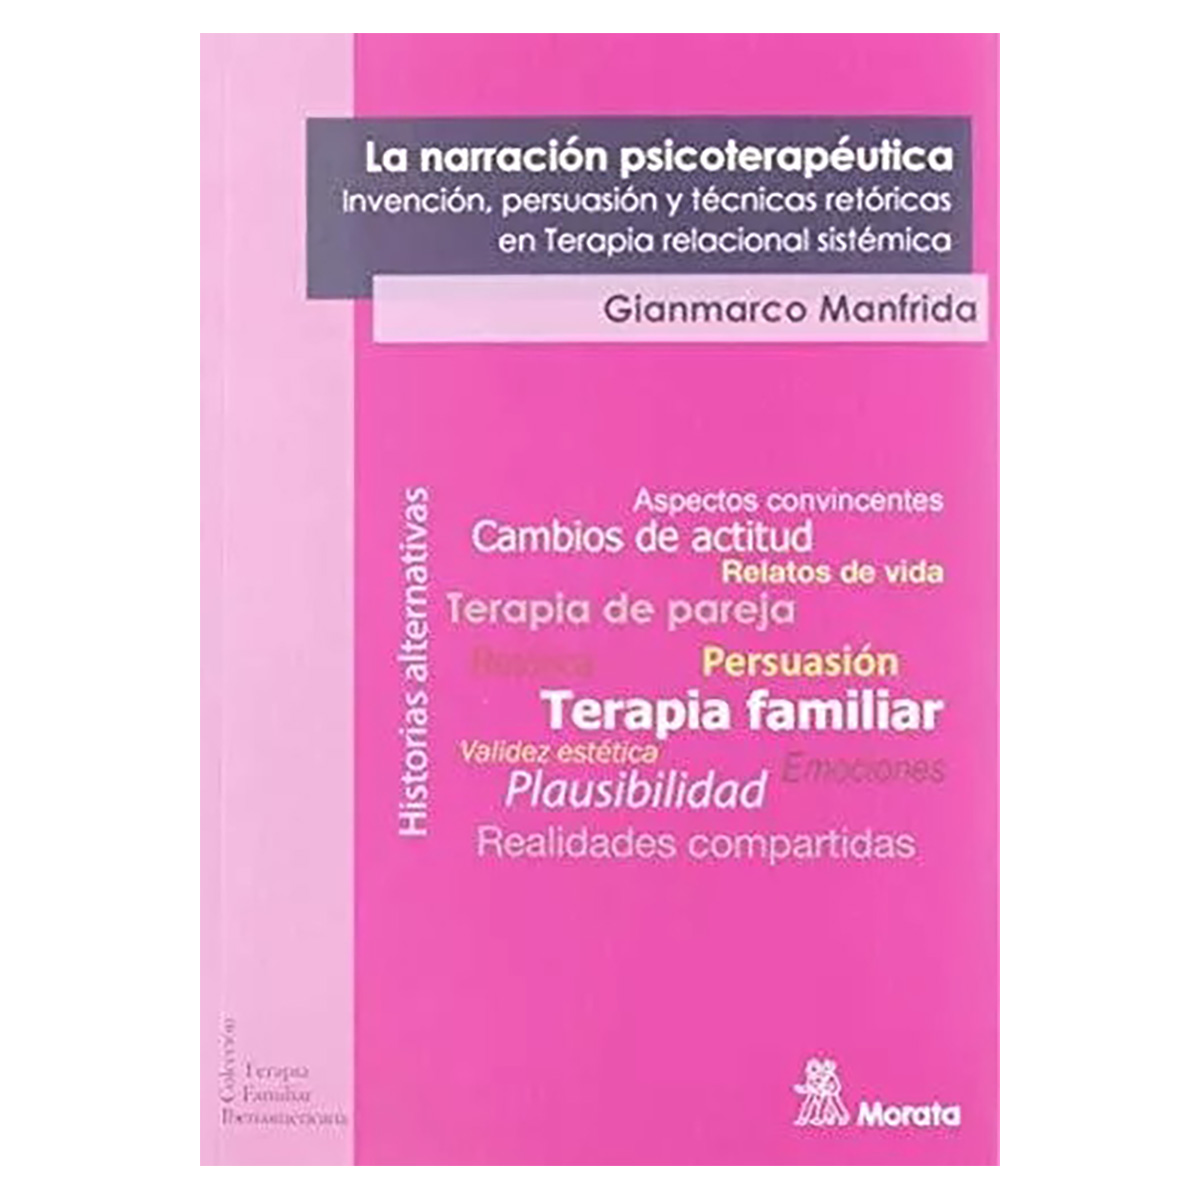 La narración psicoterapéutica
Invención, persuasión y técnicas retóricas
en Terapia relacional sistémica
Gianmarco Manfrida
Historias alternativas
Aspectos convincentes
Cambios de actitud
Relatos de vida
Terapia de pareja
Retórica
Persuasión
Terapia familiar
Validez estética
Emociones
Plausibilidad
Realidades compartidas
Colección
Terapia
Familiar
Iberoamericana
Morata